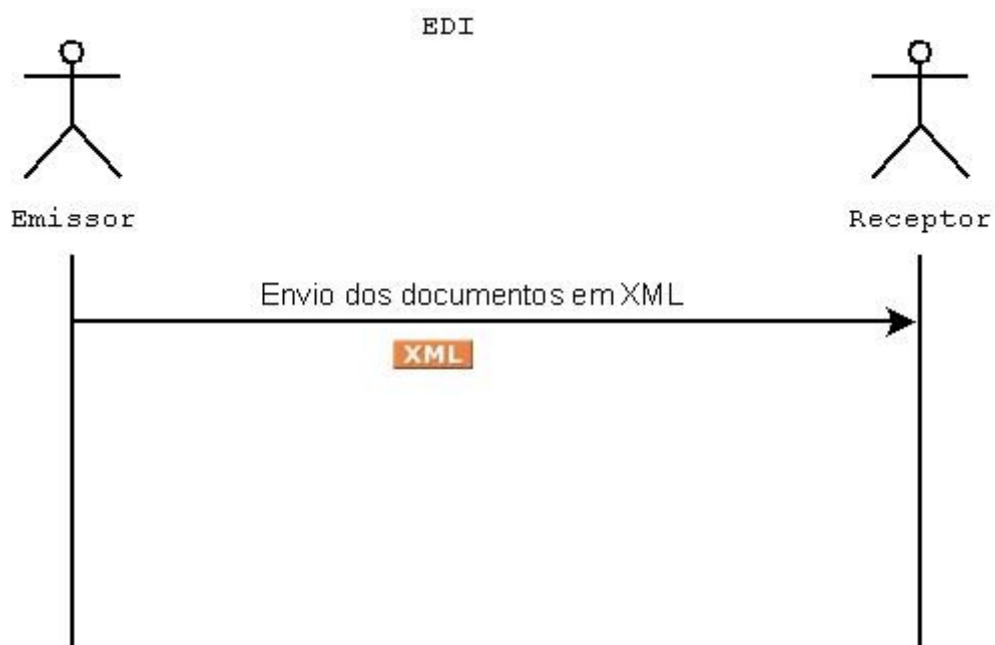 EDI
Emissor
Receptor
Envio dos documentos em XML
XML